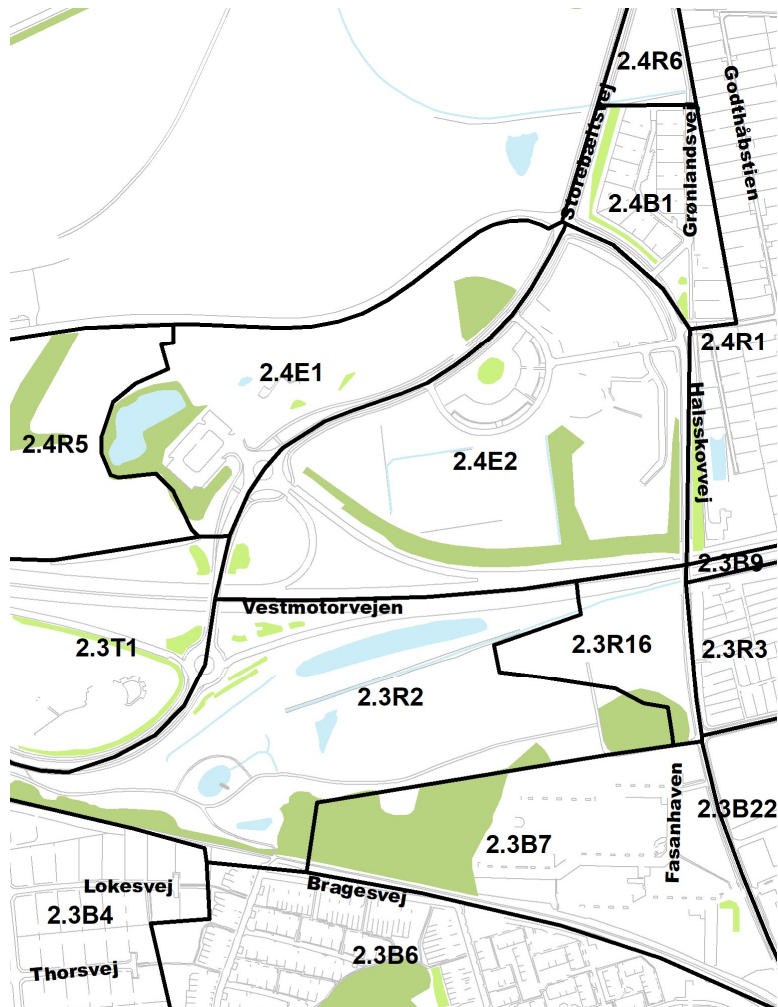 2.4R6
Godthåbstien
Storebæltsvej
Grønlandsvej
2.4B1
2.4R1
2.4E1
Halsskovvej
2.4R5
2.4E2
2.3B9
Vestmotorvejen
2.3T1
2.3R16
2.3R3
2.3R2
Fasanhaven
2.3B22
2.3B7
Lokesvej
Bragesvej
2.3B4
2.3B6
Thorsvej